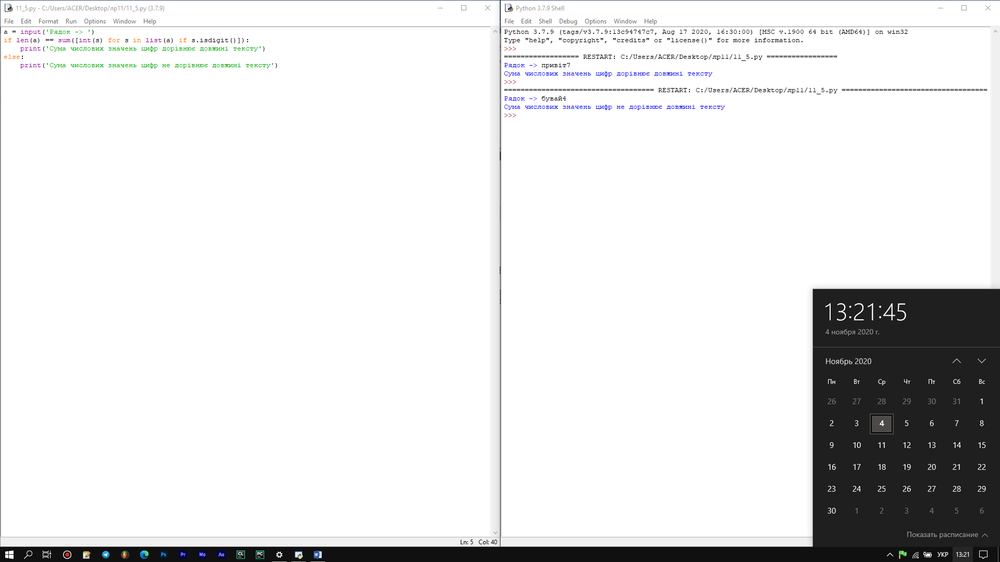 11_5.py - C:/Users/ACER/Desktop/лр11/11_5.py (3.7.9)
File Edit Format Run Options Window Help
a = input('Рядок -> ')
if len(a) == sum([int(s) for s in list(a) if s.isdigit()]):
    print('Сума числових значень цифр дорівнює довжині тексту')
else:
    print('Сума числових значень цифр не дорівнює довжині тексту')
Ln: 5 Col: 40
Python 3.7.9 Shell
File Edit Shell Debug Options Window Help
Python 3.7.9 (tags/v3.7.9:13c94747c7, Aug 17 2020, 16:30:00) [MSC v.1900 64 bit (AMD64)] on win32
Type "help", "copyright", "credits" or "license()" for more information.
>>>
================== RESTART: C:/Users/ACER/Desktop/лр11/11_5.py =================
Рядок -> привіт7
Сума числових значень цифр дорівнює довжині тексту
>>>
==================================== RESTART: C:/Users/ACER/Desktop/лр11/11_5.py ===================================
Рядок -> бувай4
Сума числових значень цифр не дорівнює довжині тексту
>>>
13:21:45
4 ноября 2020 г.
Ноябрь 2020
Пн Вт Ср Чт Пт Сб Вс
26 27 28 29 30 31 1
2 3 4 5 6 7 8
9 10 11 12 13 14 15
16 17 18 19 20 21 22
23 24 25 26 27 28 29
30 1 2 3 4 5 6
Показать расписание
Ps Pr Me Ae CL PC W УКР 13:21